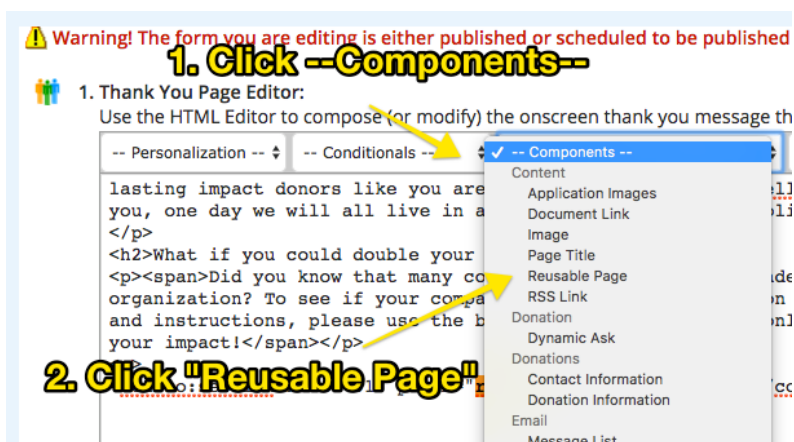 Warning! The form you are editing is either published or scheduled to be published
1. Click --Components--
1. Thank You Page Editor:
Use the HTML Editor to compose (or modify) the onscreen thank you message th
-- Personalization --
-- Conditionals --
-- Components --
Content
Application Images
Document Link
Image
Page Title
Reusable Page
RSS Link
Donation
Dynamic Ask
Donations
Contact Information
Donation Information
Email
Message List
lasting impact donors like you are
you, one day we will all live in a
</p>
<h2>What if you could double your
<p><span>Did you know that many co
organization? To see if your compa
and instructions, please use the b
your impact!</span></p>
2. Click "Reusable Page"